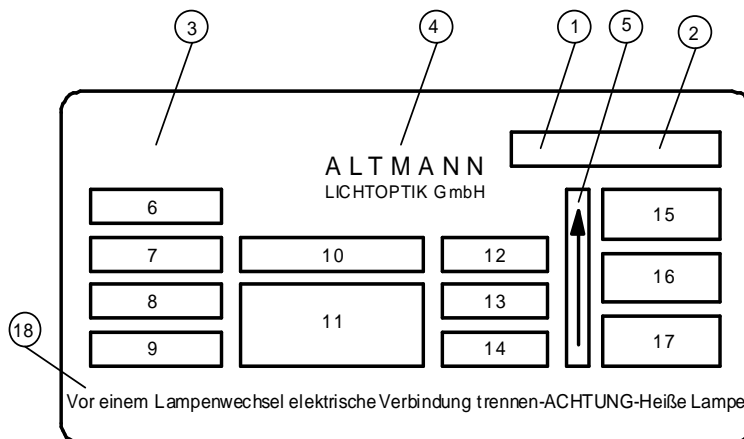 3 4 1 5 2
ALTMANN
LICHTOPTIK GmbH
6 15
7 10 12
16
8 11 13
9 14 17
18
Vor einem Lampenwechsel elektrische Verbindung trennen-ACHTUNG-Heiße Lampe